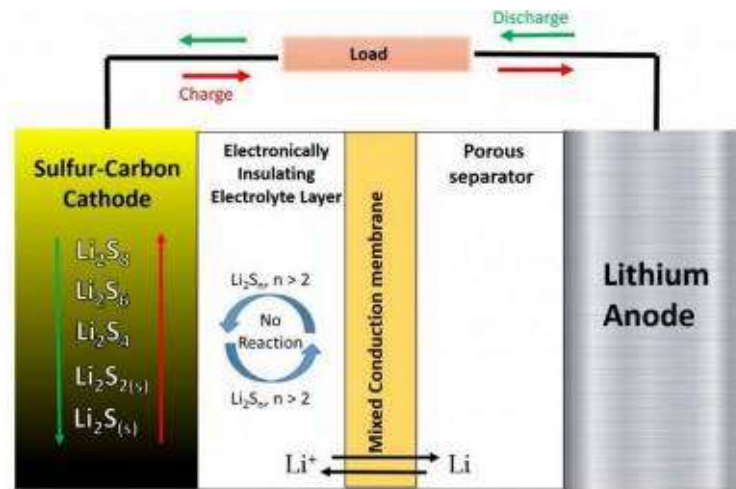 Discharge
Load
Charge
Sulfur-Carbon
Cathode
Li₂S₈
Li₂S₆
Li₂S₄
Li₂S₂₍ₛ₎
Li₂S₍ₛ₎
Electronically
Insulating
Electrolyte Layer
Li₂Sₙ, n > 2
No
Reaction
Li₂Sₙ, n > 2
Mixed Conduction membrane
Porous
separator
Li⁺
Li
Lithium
Anode